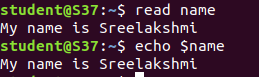 student@S37:~$ read name
My name is Sreelakshmi
student@S37:~$ echo $name
My name is Sreelakshmi